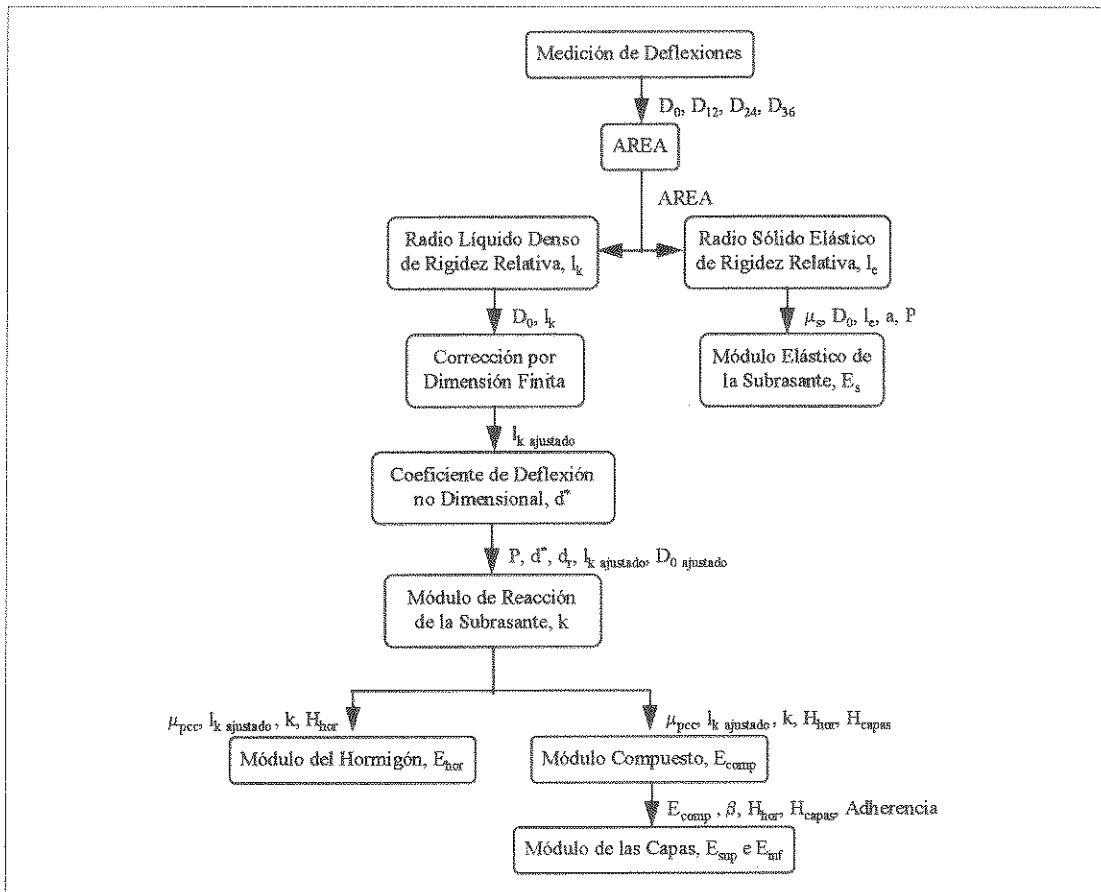 Medición de Deflexiones
D₀, D₁₂, D₂₄, D₃₆
AREA
AREA
Radio Líquido Denso
de Rigidez Relativa, lₖ
Radio Sólido Elástico
de Rigidez Relativa, lₑ
D₀, lₖ
μₛ, D₀, lₑ, a, P
Corrección por
Dimensión Finita
Módulo Elástico de
la Subrasante, Eₛ
lₖ ajustado
Coeficiente de Deflexión
no Dimensional, d*
P, d*, dᵣ, lₖ ajustado, D₀ ajustado
Módulo de Reacción
de la Subrasante, k
μpcc, lₖ ajustado, k, Hhor
μpcc, lₖ ajustado, k, Hhor, Hcapas
Módulo del Hormigón, Ehor
Módulo Compuesto, Ecomp
Ecomp, β, Hhor, Hcapas, Adherencia
Módulo de las Capas, Esup e Einf